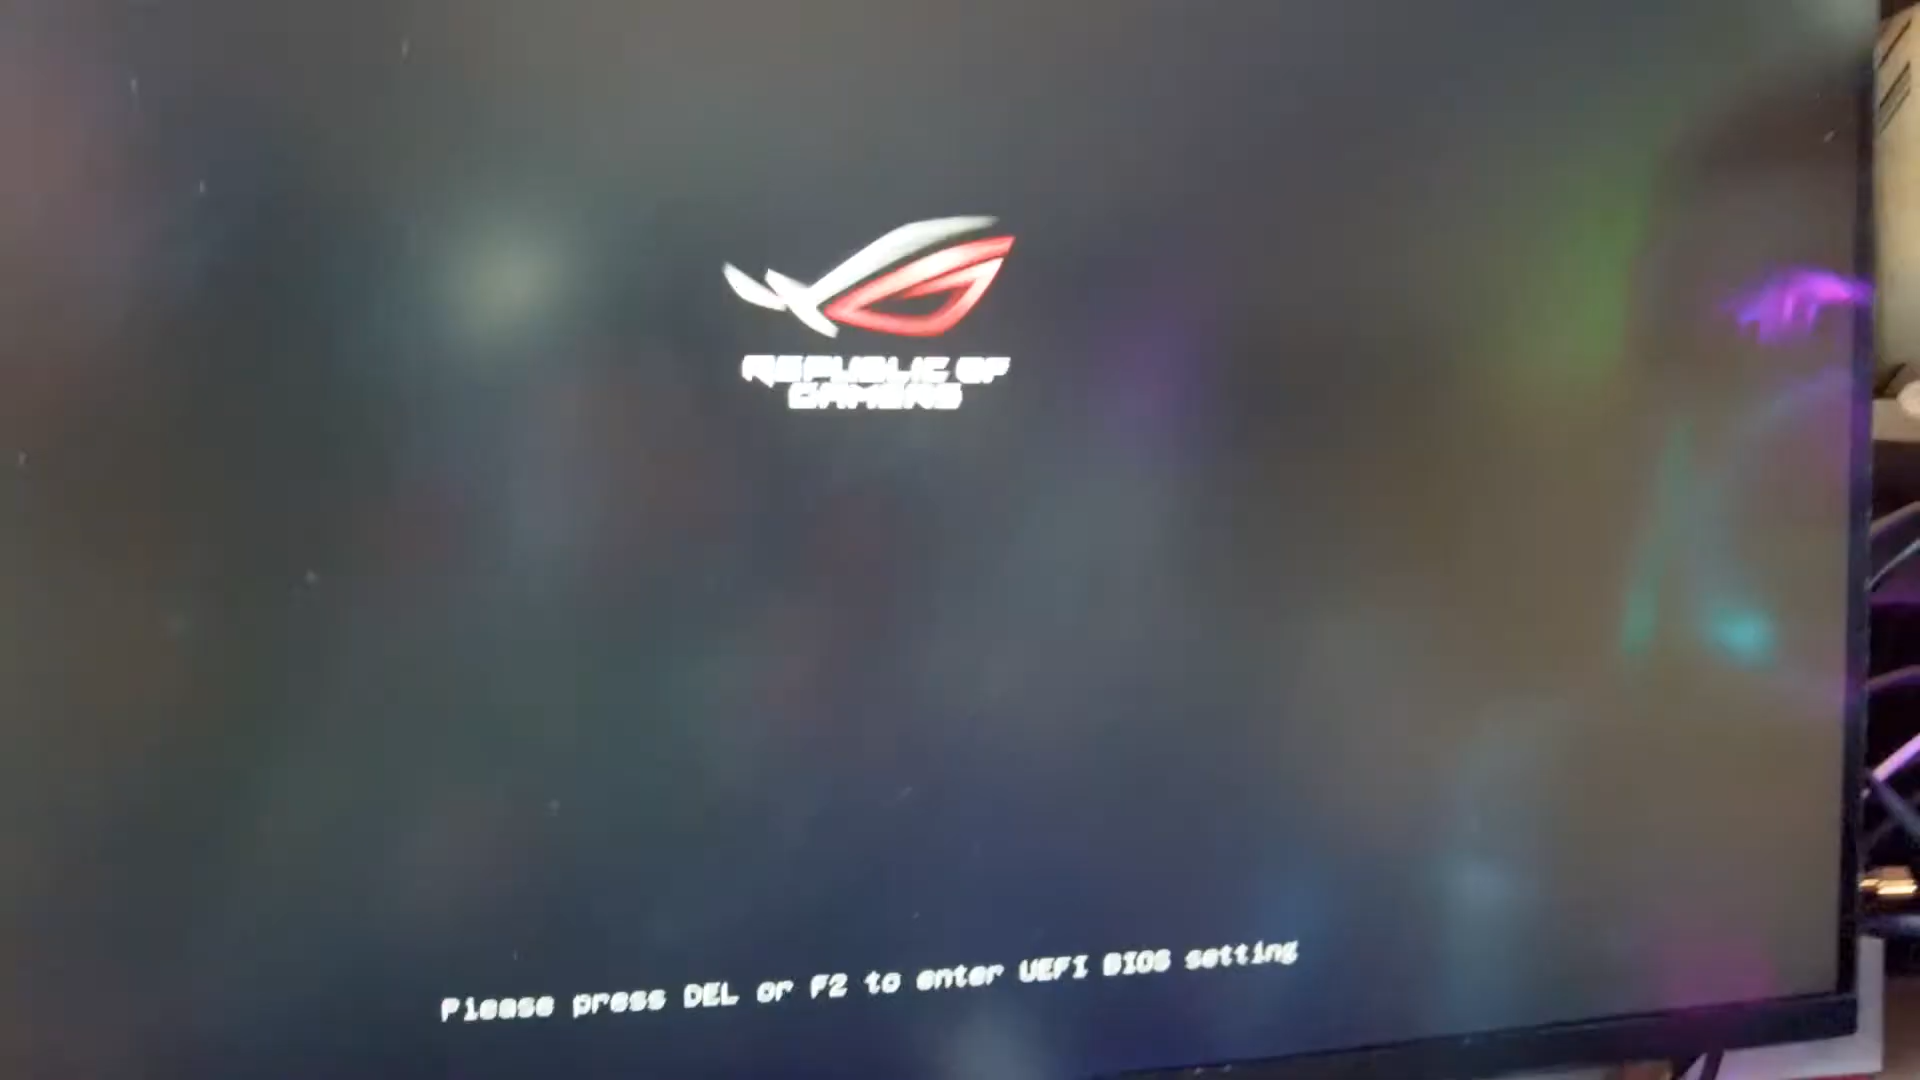 REPUBLIC OF
GAMERS
Please press DEL or F2 to enter UEFI BIOS setting